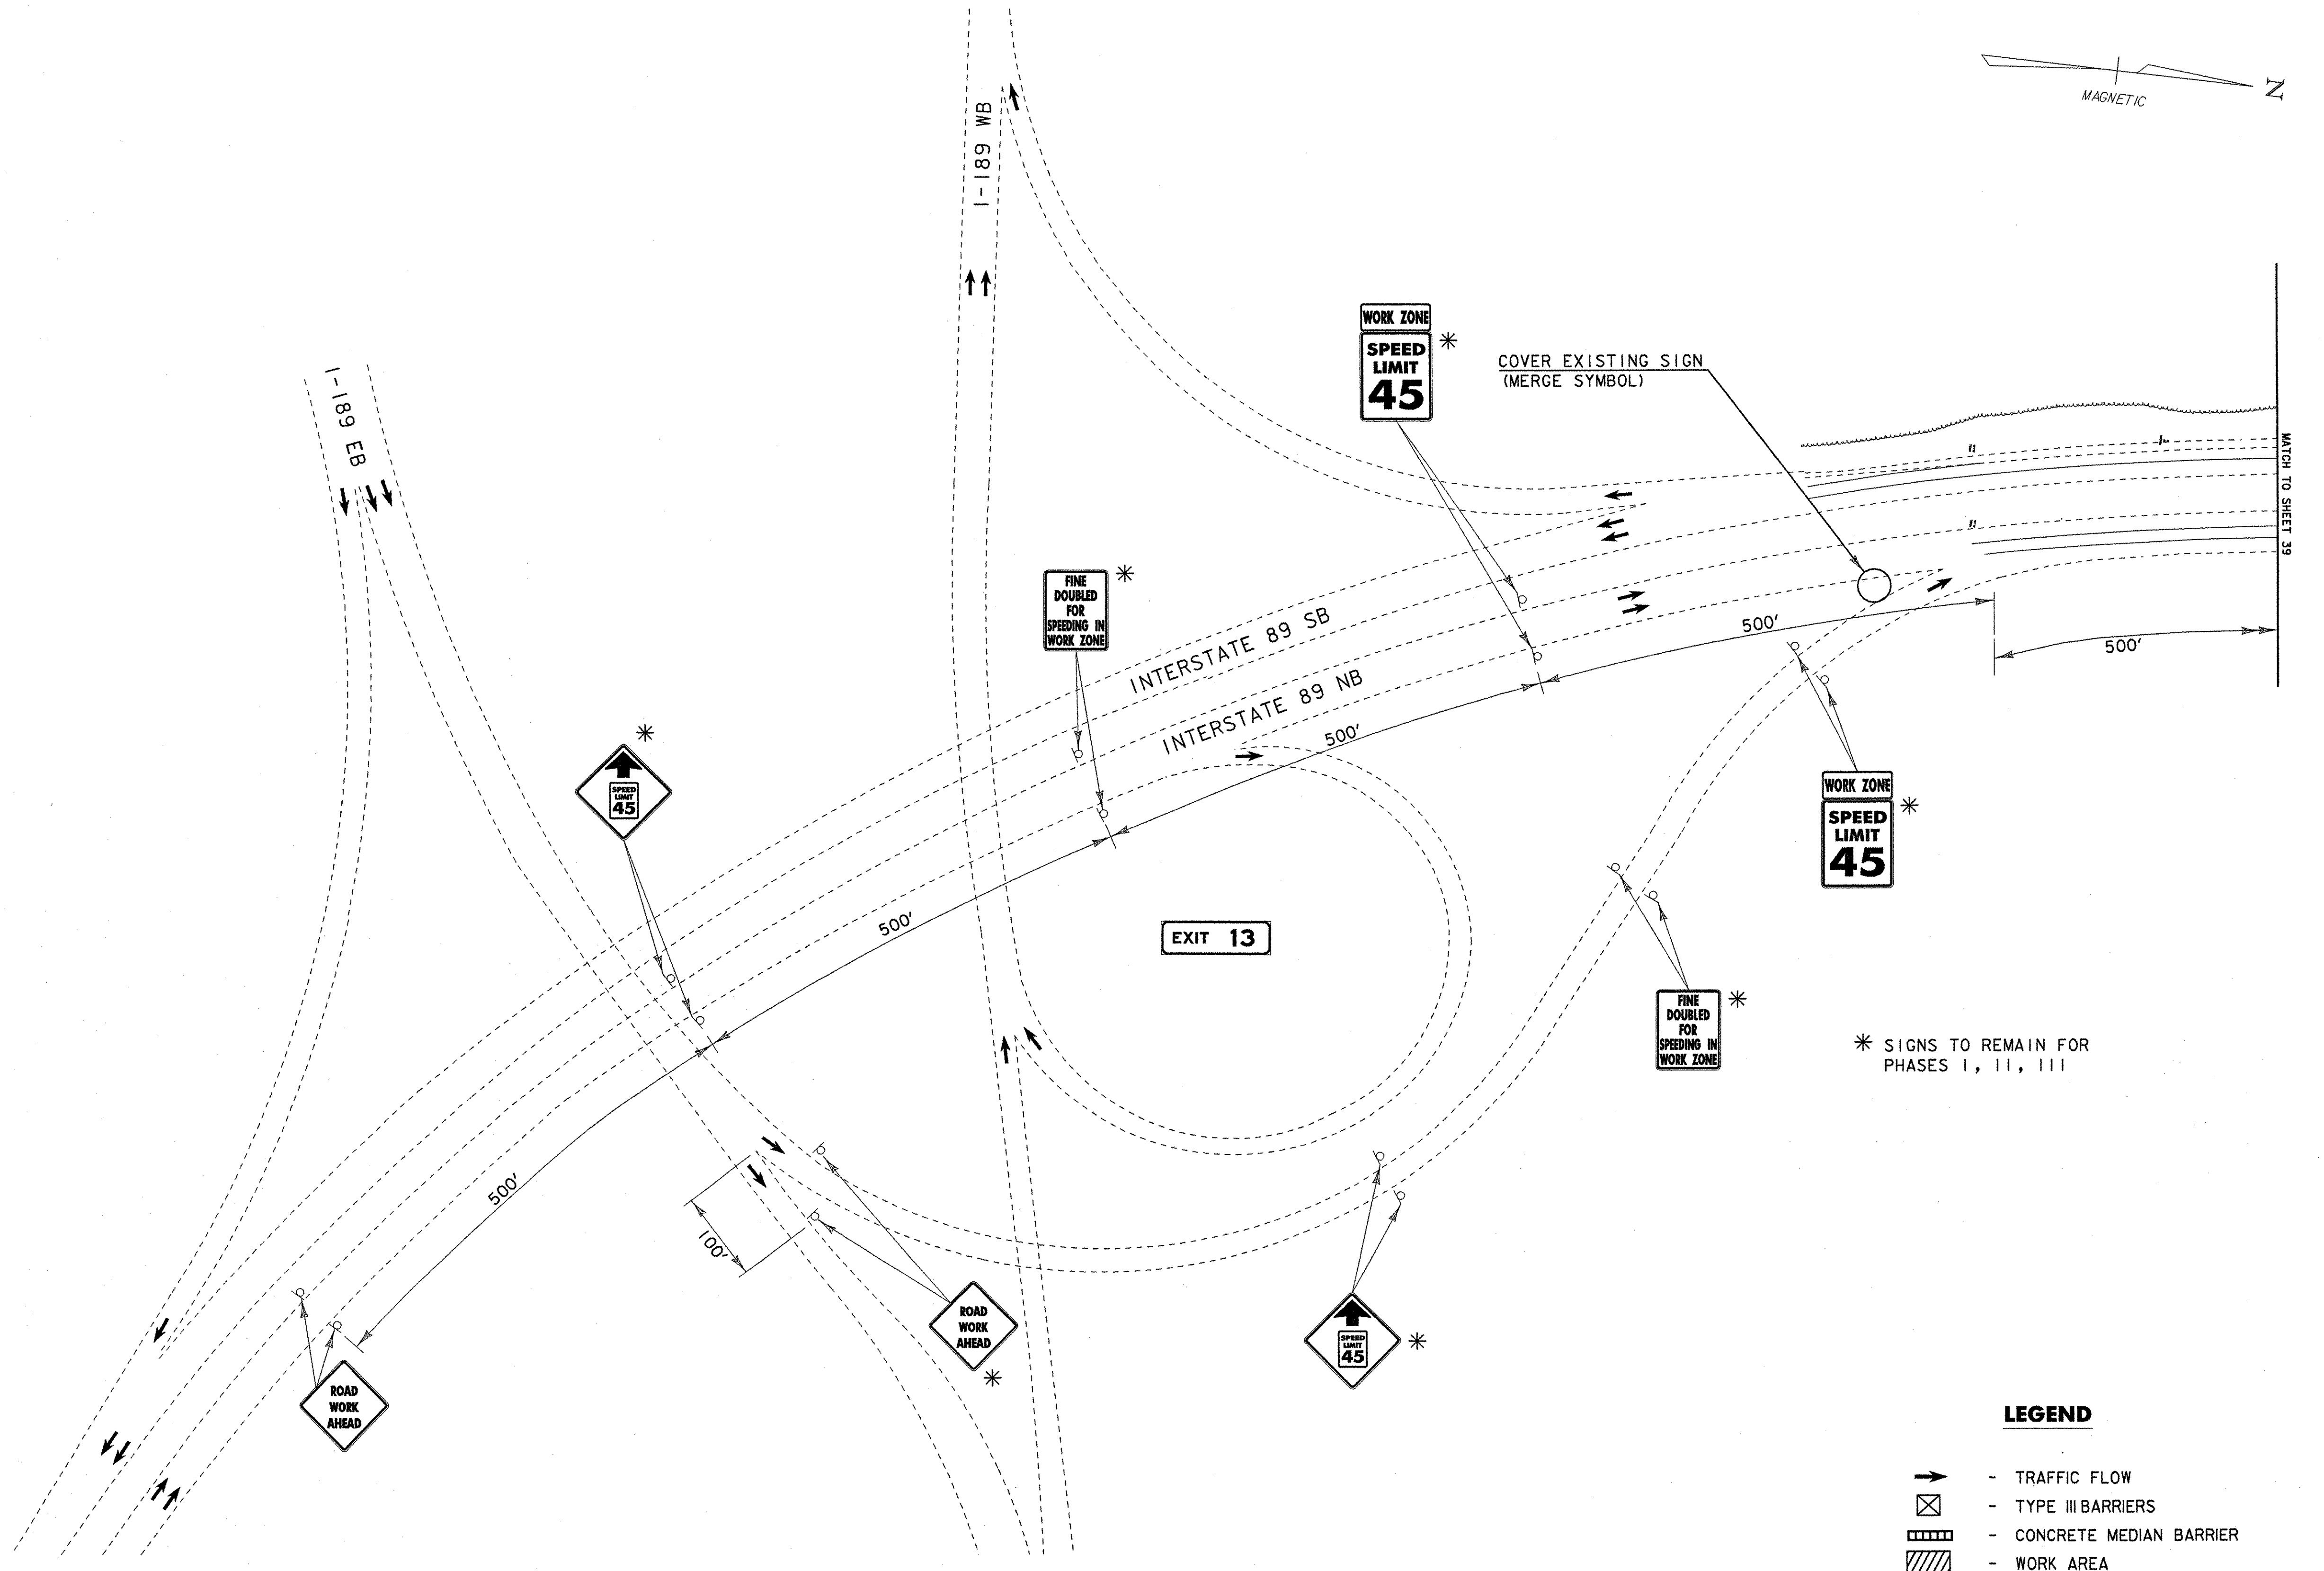 MAGNETIC
N
I-189 WB
WORK ZONE
SPEED
LIMIT
45
COVER EXISTING SIGN
(MERGE SYMBOL)
I-189 EB
MATCH TO SHEET 39
FINE
DOUBLED
FOR
SPEEDING IN
WORK ZONE
INTERSTATE 89 SB
INTERSTATE 89 NB
500'
500'
500'
WORK ZONE
SPEED
LIMIT
45
SPEED
LIMIT
45
500'
EXIT 13
FINE
DOUBLED
FOR
SPEEDING IN
WORK ZONE
* SIGNS TO REMAIN FOR
PHASES I, II, III
500'
100'
ROAD
WORK
AHEAD
SPEED
LIMIT
45
ROAD
WORK
AHEAD
LEGEND
- TRAFFIC FLOW
- TYPE III BARRIERS
- CONCRETE MEDIAN BARRIER
- WORK AREA